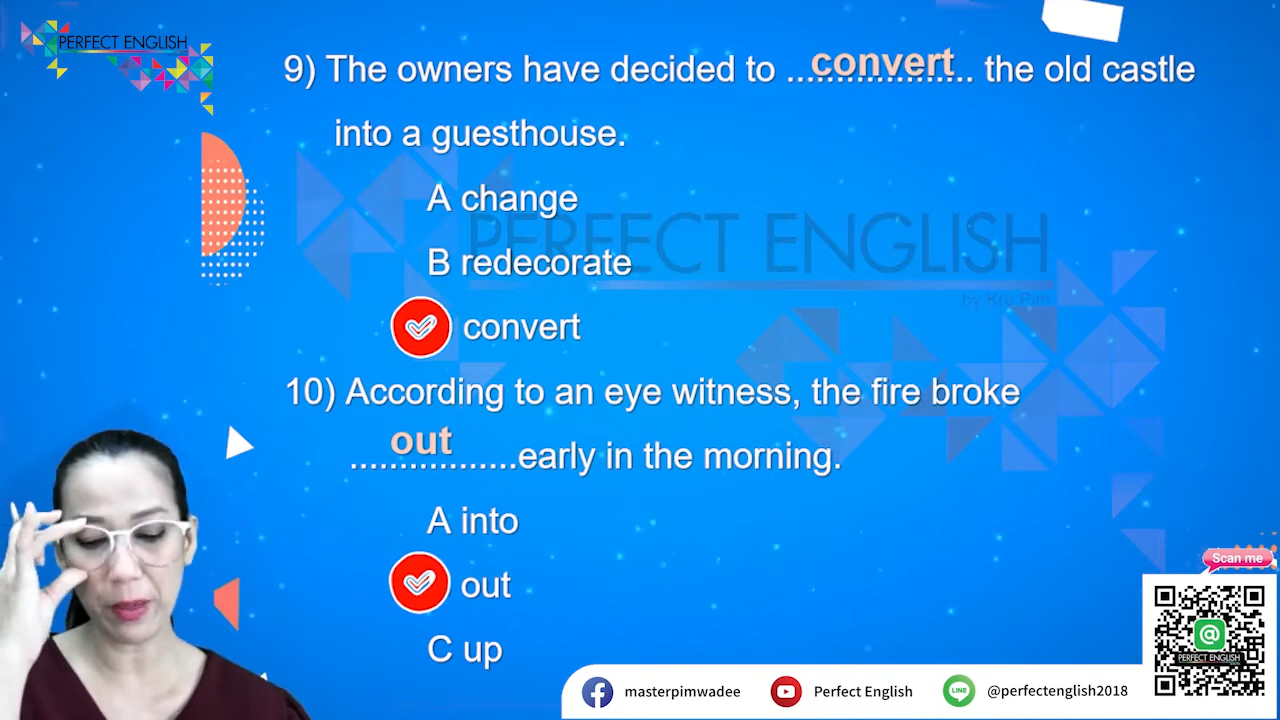 PERFECT ENGLISH
9) The owners have decided to ...convert... the old castle
into a guesthouse.
A change
B redecorate
convert
PERFECT ENGLISH
by Kru Pim
10) According to an eye witness, the fire broke
out
.................early in the morning.
A into
out
C up
Scan me
@
PERFECT ENGLISH
masterpimwadee
Perfect English
LINE
@perfectenglish2018